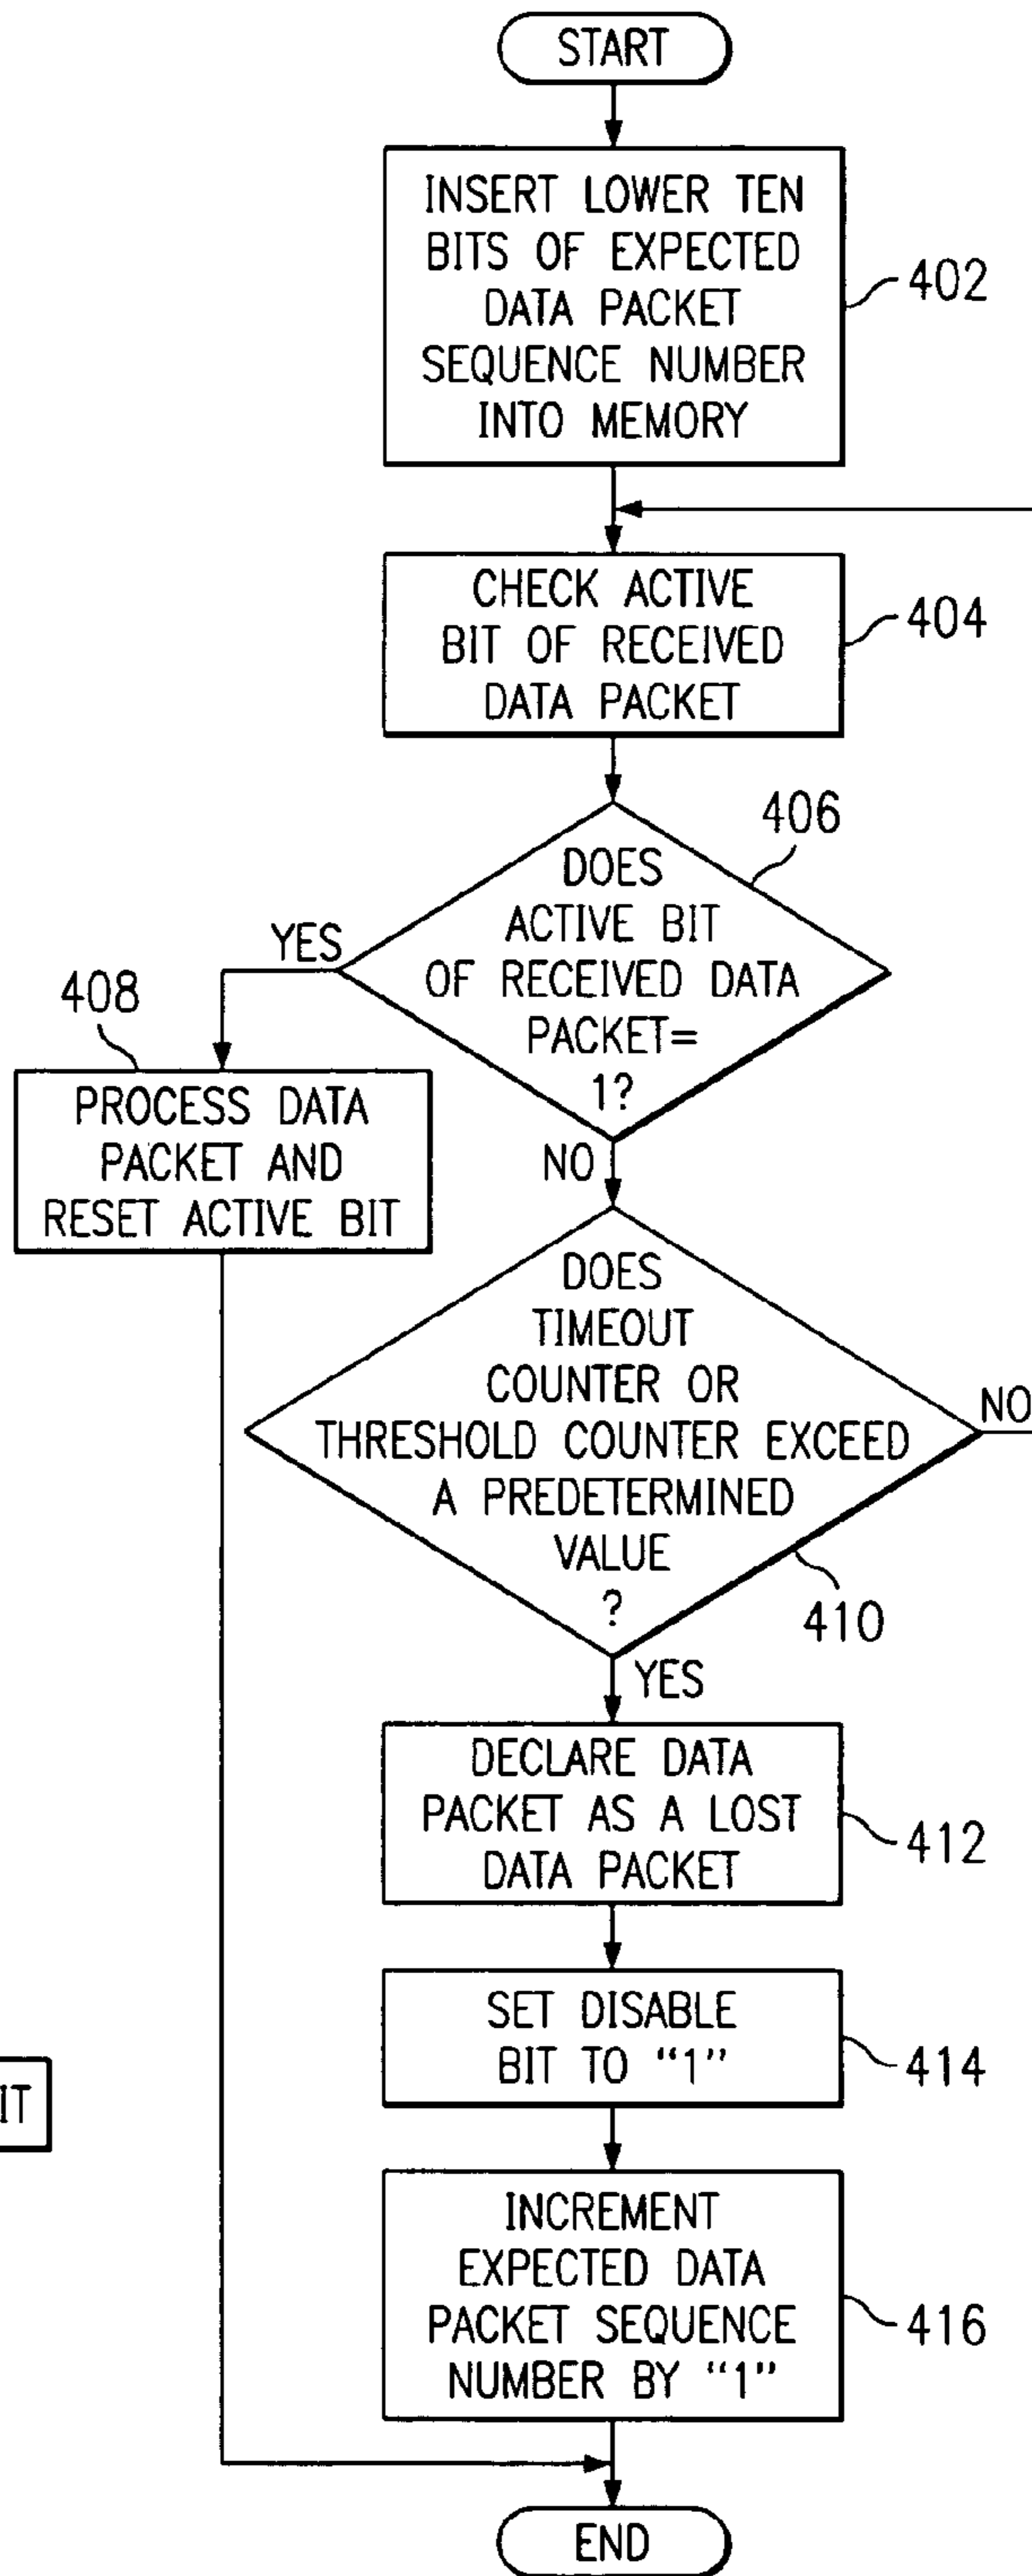 START
INSERT LOWER TEN
BITS OF EXPECTED
DATA PACKET
SEQUENCE NUMBER
INTO MEMORY
402
CHECK ACTIVE
BIT OF RECEIVED
DATA PACKET
404
406
DOES
ACTIVE BIT
OF RECEIVED DATA
PACKET=
1?
YES
408
PROCESS DATA
PACKET AND
RESET ACTIVE BIT
NO
DOES
TIMEOUT
COUNTER OR
THRESHOLD COUNTER EXCEED
A PREDETERMINED
VALUE
?
NO
410
YES
DECLARE DATA
PACKET AS A LOST
DATA PACKET
412
SET DISABLE
BIT TO “1”
414
IT
INCREMENT
EXPECTED DATA
PACKET SEQUENCE
NUMBER BY “1”
416
END